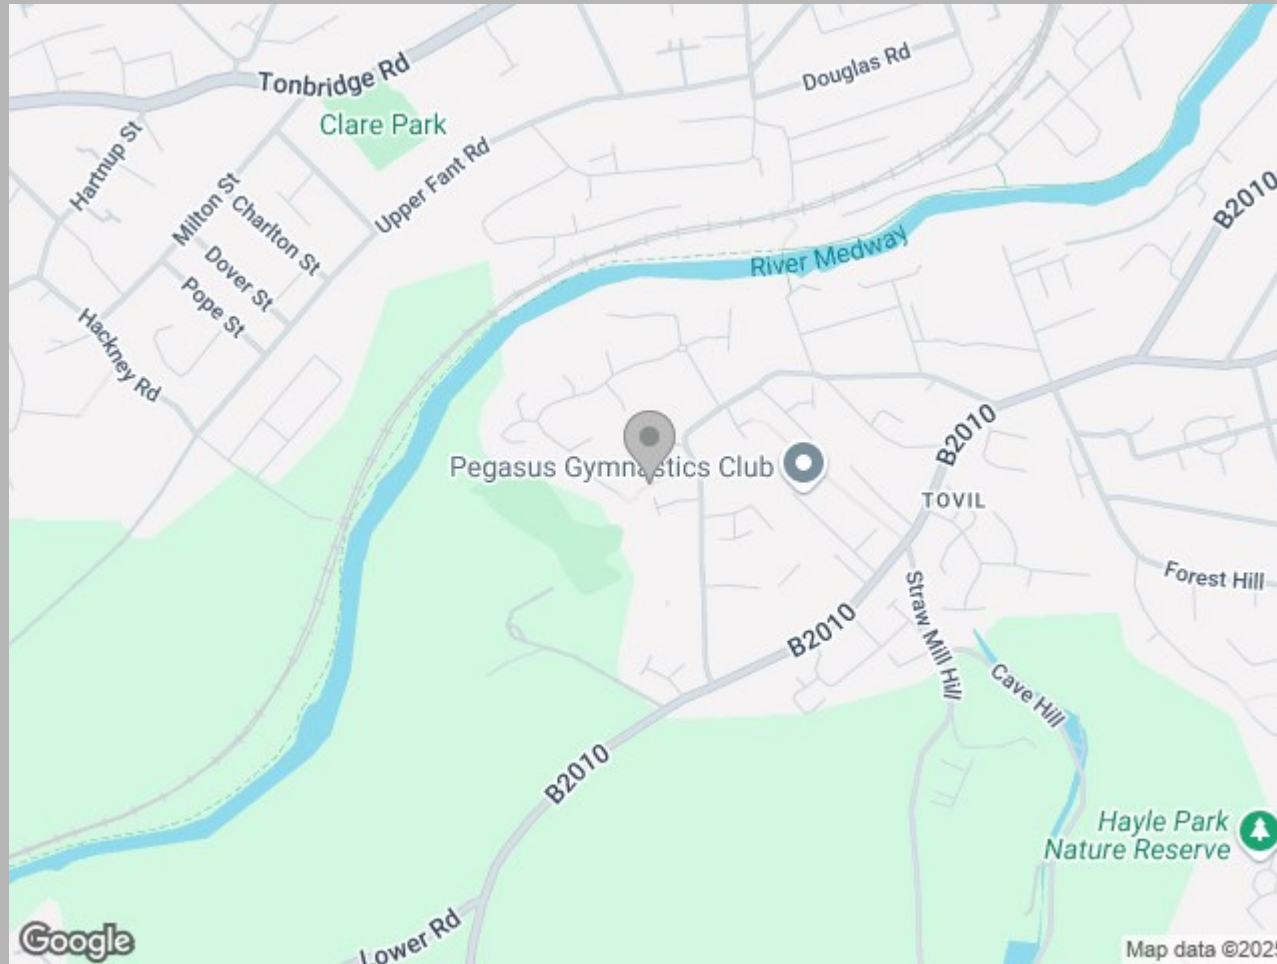 Tonbridge Rd
Douglas Rd
Clare Park
Hartnup St
Upper Fant Rd
Milton St
Charlton St
B2010
River Medway
Dover St
Pope St
Hackney Rd
B2010
Pegasus Gymnastics Club
TOVIL
Forest Hill
Straw Mill Hill
B2010
Cave Hill
B2010
Hayle Park
Nature Reserve
Lower Rd
Google
Map data ©2025